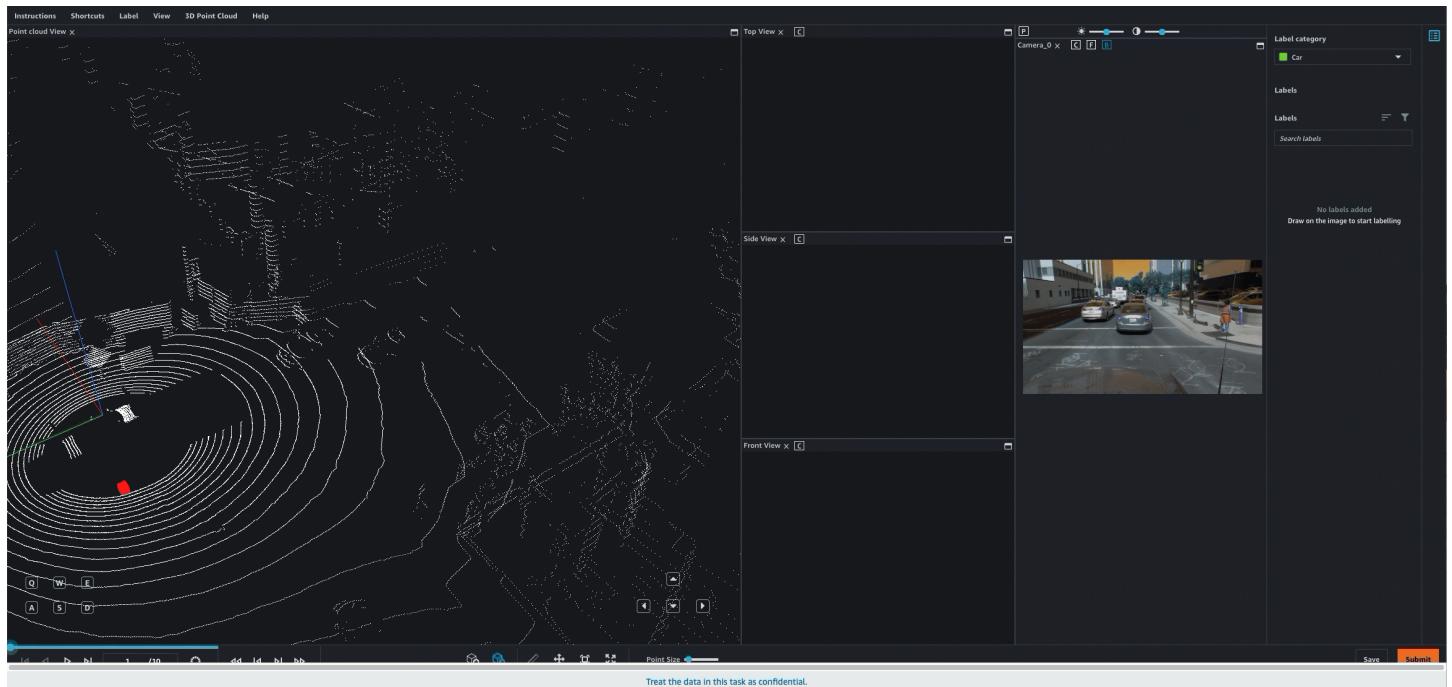 Instructions Shortcuts Label View 3D Point Cloud Help
Point cloud View x
Top View x C
P
Camera_0 x C F B
Label category
Car
Labels
Labels
Search labels
No labels added
Draw on the image to start labelling
Side View x C
Front View x C
Q W E
A S D
1 /10
Point Size
Save Submit
Treat the data in this task as confidential.